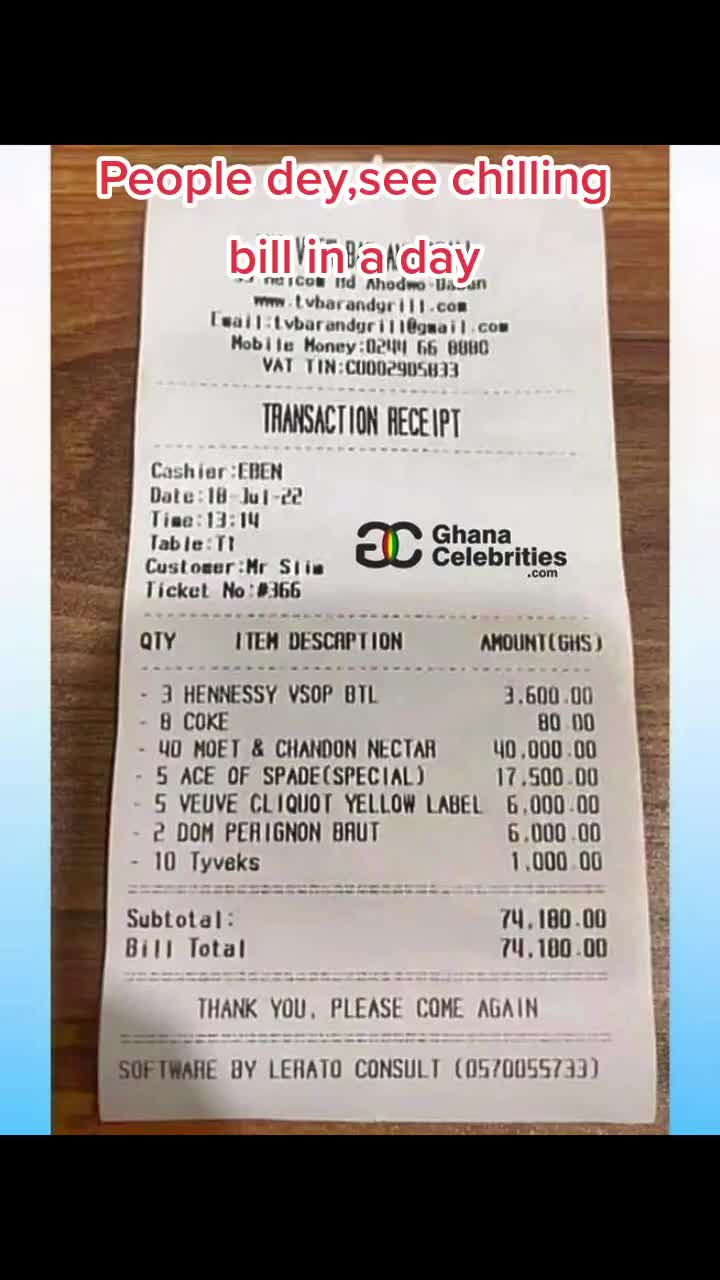 People dey,see chilling
bill in a day
Rd Ahodwo-Daban
www.tvbarandgrill.com
Email:tvbarandgrill@gmail.com
Mobile Money:0244 66 8080
VAT TIN:C0002905833
TRANSACTION RECEIPT
Cashier:EBEN
Date:18-Jul-22
Time:13:14
Table:T1
Customer:Mr Slim
Ticket No:#366
GC Ghana
Celebrities
.com
QTY ITEM DESCRPTION AMOUNT(GHS)
- 3 HENNESSY VSOP BTL 3,600.00
- 8 COKE 80.00
- 40 MOET & CHANDON NECTAR 40,000.00
- 5 ACE OF SPADE(SPECIAL) 17,500.00
- 5 VEUVE CLIQUOT YELLOW LABEL 6,000.00
- 2 DOM PERIGNON BRUT 6,000.00
- 10 Tyveks 1,000.00
Subtotal: 74,180.00
Bill Total 74,180.00
THANK YOU, PLEASE COME AGAIN
SOFTWARE BY LERATO CONSULT (0570055733)